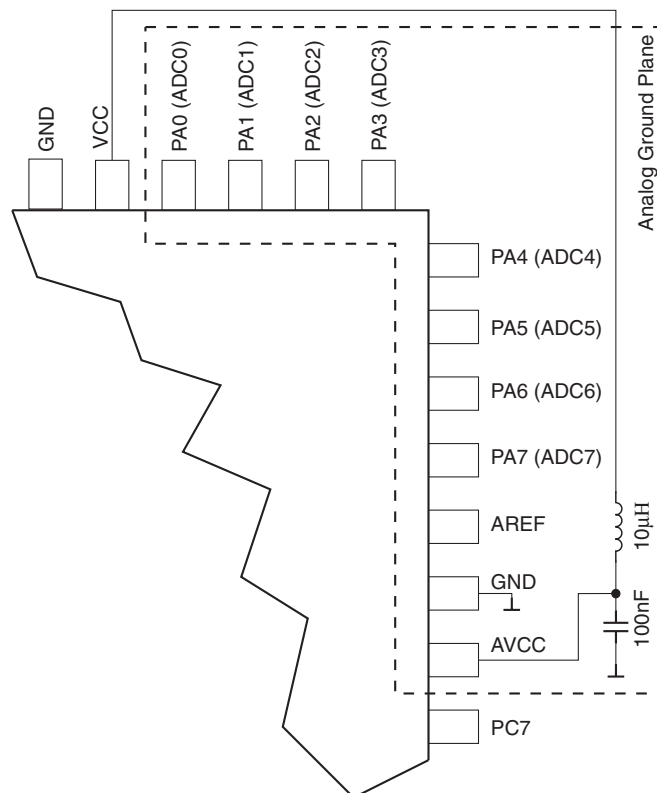 GND
VCC
PA0 (ADC0)
PA1 (ADC1)
PA2 (ADC2)
PA3 (ADC3)
Analog Ground Plane
PA4 (ADC4)
PA5 (ADC5)
PA6 (ADC6)
PA7 (ADC7)
AREF
10μH
GND
AVCC
100nF
PC7